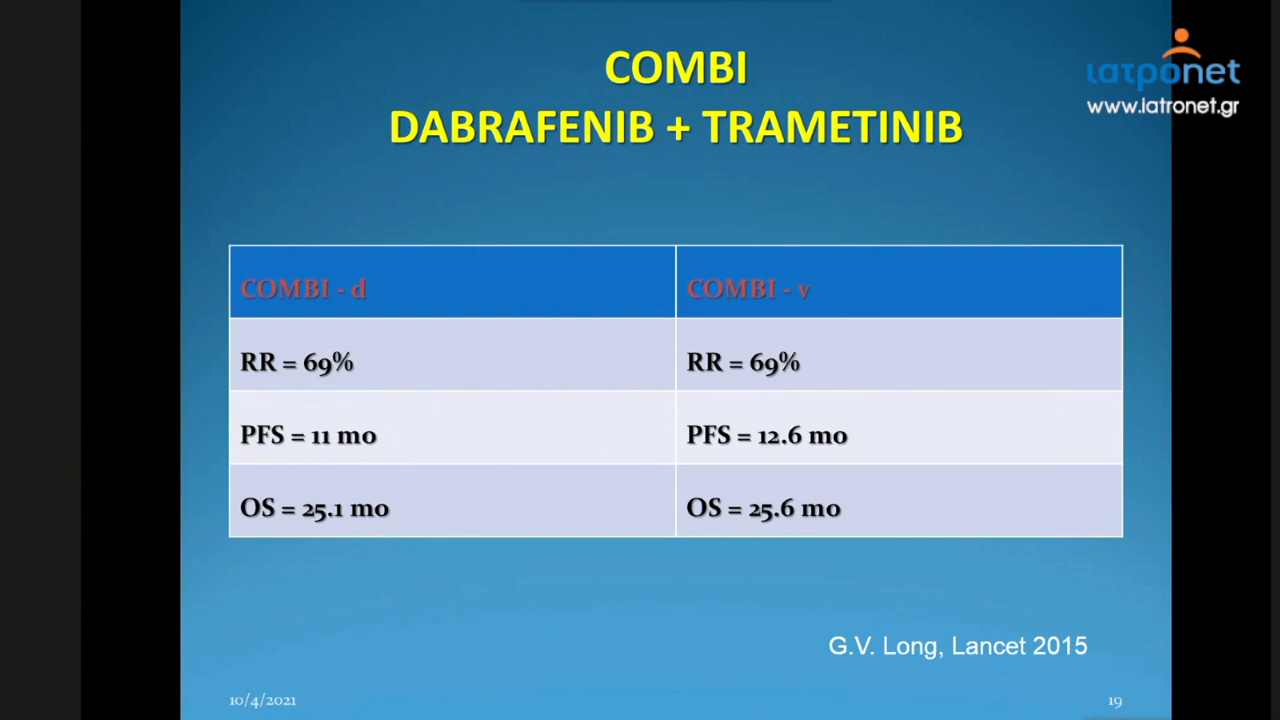 COMBI
DABRAFENIB + TRAMETINIB
ιατρonet
www.iatronet.gr
COMBI - d
COMBI - v
RR = 69%
RR = 69%
PFS = 11 mo
PFS = 12.6 mo
OS = 25.1 mo
OS = 25.6 mo
G.V. Long, Lancet 2015
10/4/2021
19